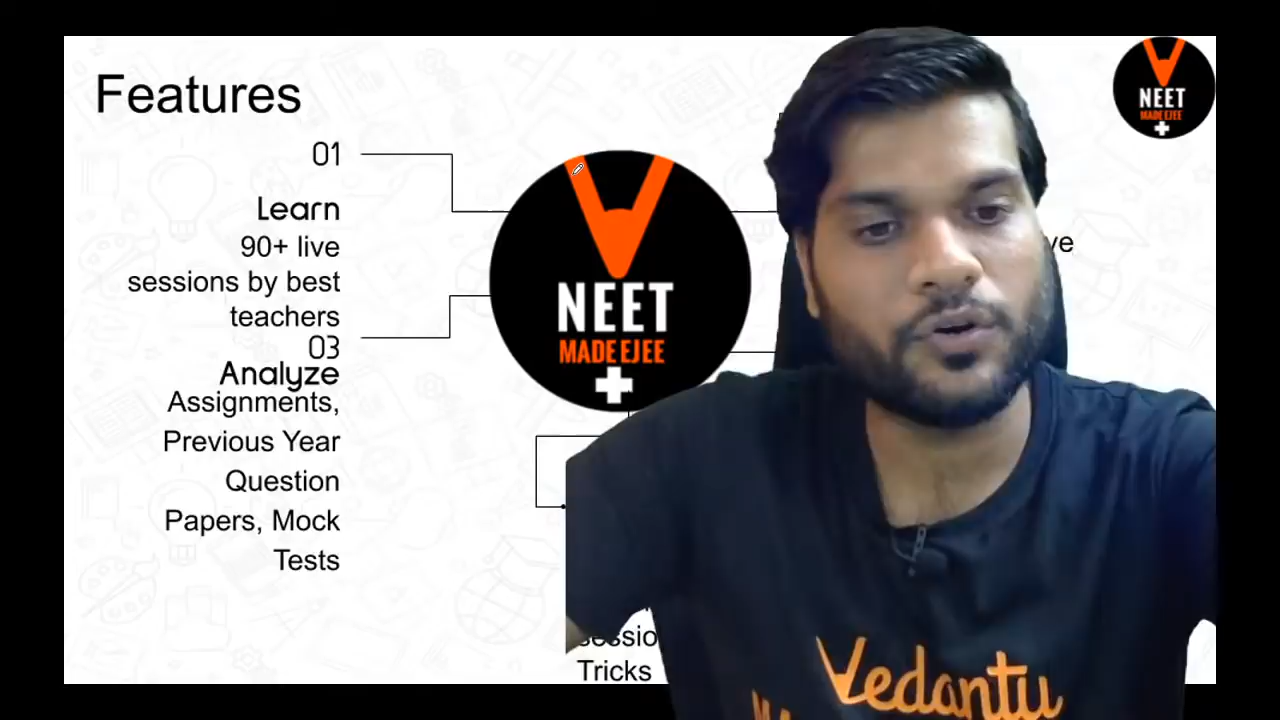 Features
01
Learn
90+ live
sessions by best
teachers
03
Analyze
Assignments,
Previous Year
Question
Papers, Mock
Tests
NEET
MADE EJEE
NEET
MADE EJEE
Tricks
Vedantu